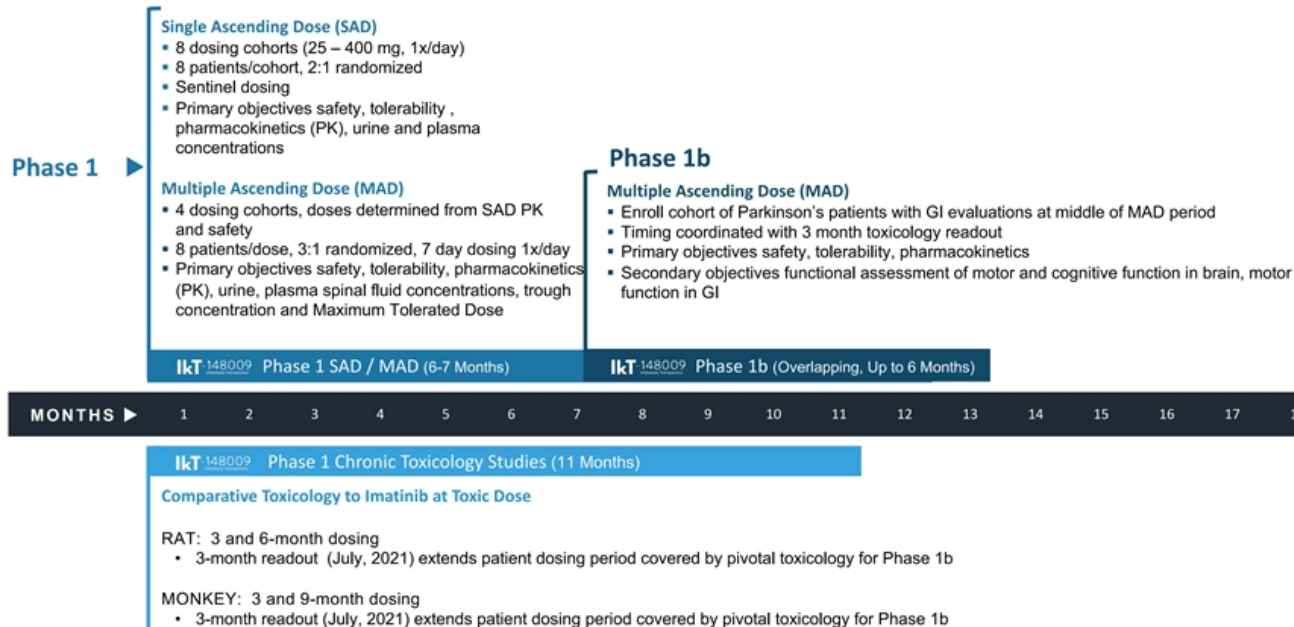 Single Ascending Dose (SAD)
▪ 8 dosing cohorts (25 – 400 mg, 1x/day)
▪ 8 patients/cohort, 2:1 randomized
▪ Sentinel dosing
▪ Primary objectives safety, tolerability ,
pharmacokinetics (PK), urine and plasma
concentrations
Phase 1
Multiple Ascending Dose (MAD)
▪ 4 dosing cohorts, doses determined from SAD PK
and safety
▪ 8 patients/dose, 3:1 randomized, 7 day dosing 1x/day
▪ Primary objectives safety, tolerability, pharmacokinetics
(PK), urine, plasma spinal fluid concentrations, trough
concentration and Maximum Tolerated Dose
Phase 1b
Multiple Ascending Dose (MAD)
▪ Enroll cohort of Parkinson's patients with GI evaluations at middle of MAD period
▪ Timing coordinated with 3 month toxicology readout
▪ Primary objectives safety, tolerability, pharmacokinetics
▪ Secondary objectives functional assessment of motor and cognitive function in brain, motor
function in GI
IkT-148009 Phase 1 SAD / MAD (6-7 Months)
IkT-148009 Phase 1b (Overlapping, Up to 6 Months)
MONTHS ▶ 1 2 3 4 5 6 7 8 9 10 11 12 13 14 15 16 17
IkT-148009 Phase 1 Chronic Toxicology Studies (11 Months)
Comparative Toxicology to Imatinib at Toxic Dose
RAT: 3 and 6-month dosing
• 3-month readout (July, 2021) extends patient dosing period covered by pivotal toxicology for Phase 1b
MONKEY: 3 and 9-month dosing
• 3-month readout (July, 2021) extends patient dosing period covered by pivotal toxicology for Phase 1b